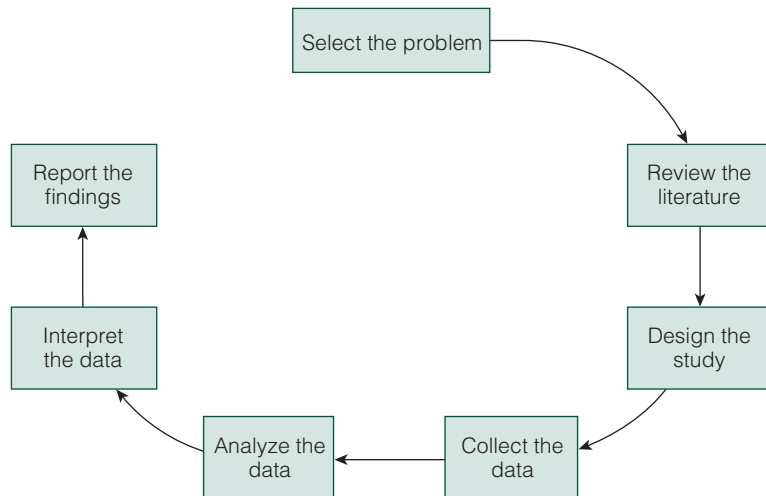 Select the problem
Review the
literature
Design the
study
Collect the
data
Analyze the
data
Interpret
the data
Report the
findings